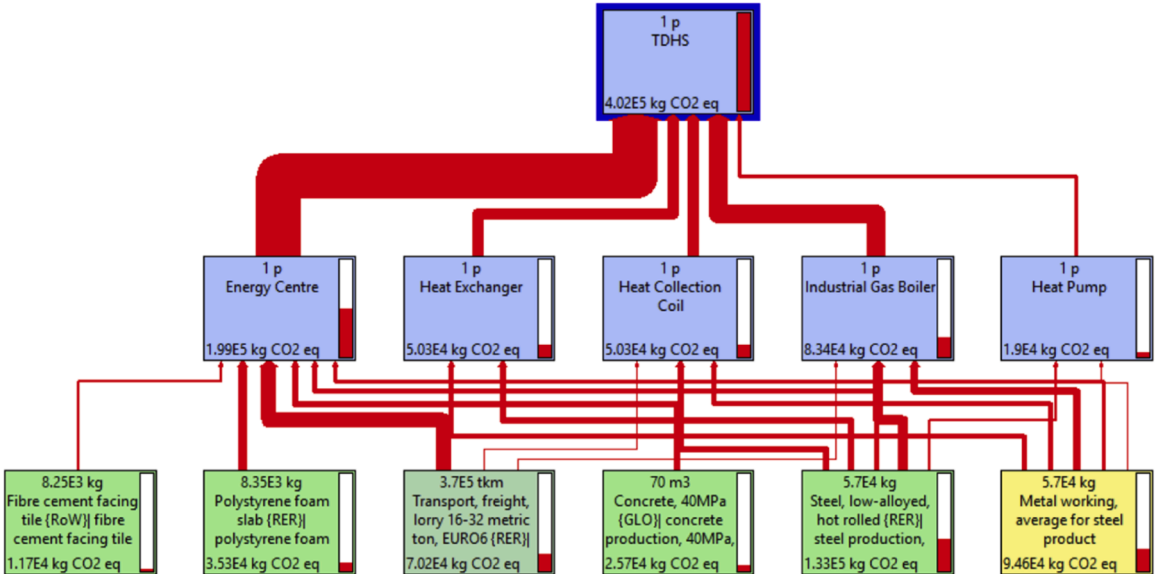 1 p
TDHS
4.02E5 kg CO2 eq
1 p
Energy Centre
1.99E5 kg CO2 eq
1 p
Heat Exchanger
5.03E4 kg CO2 eq
1 p
Heat Collection
Coil
5.03E4 kg CO2 eq
1 p
Industrial Gas Boiler
8.34E4 kg CO2 eq
1 p
Heat Pump
1.9E4 kg CO2 eq
8.25E3 kg
Fibre cement facing
tile {RoW}| fibre
cement facing tile
1.17E4 kg CO2 eq
8.35E3 kg
Polystyrene foam
slab {RER}|
polystyrene foam
3.53E4 kg CO2 eq
3.7E5 tkm
Transport, freight,
lorry 16-32 metric
ton, EURO6 {RER}|
7.02E4 kg CO2 eq
70 m3
Concrete, 40MPa
{GLO}| concrete
production, 40MPa,
2.57E4 kg CO2 eq
5.7E4 kg
Steel, low-alloyed,
hot rolled {RER}|
steel production,
1.33E5 kg CO2 eq
5.7E4 kg
Metal working,
average for steel
product
9.46E4 kg CO2 eq